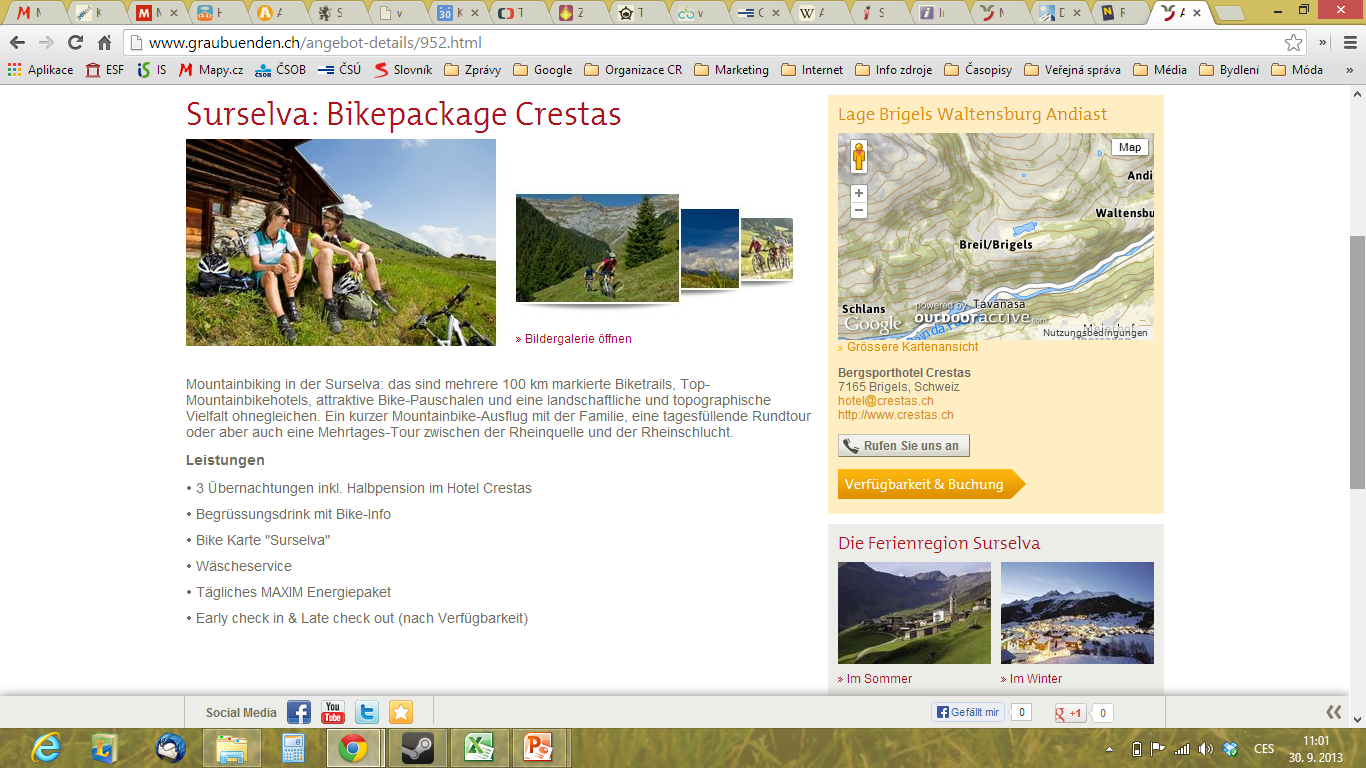 www.graubuenden.ch/angebot-details/952.html
Aplikace
ESF
IS
Mapy.cz
ČSOB
ČSÚ
Slovník
Zprávy
Google
Organizace CR
Marketing
Internet
Info zdroje
Časopisy
Veřejná správa
Média
Bydlení
Móda
Surselva: Bikepackage Crestas
» Bildergalerie öffnen
Mountainbiking in der Surselva: das sind mehrere 100 km markierte Biketrails, Top-
Mountainbikehotels, attraktive Bike-Pauschalen und eine landschaftliche und topographische
Vielfalt ohnegleichen. Ein kurzer Mountainbike-Ausflug mit der Familie, eine tagesfüllende Rundtour
oder aber auch eine Mehrtages-Tour zwischen der Rheinquelle und der Rheinschlucht.
Leistungen
• 3 Übernachtungen inkl. Halbpension im Hotel Crestas
• Begrüssungsdrink mit Bike-Info
• Bike Karte "Surselva"
• Wäscheservice
• Tägliches MAXIM Energiepaket
• Early check in & Late check out (nach Verfügbarkeit)
Lage Brigels Waltensburg Andiast
Map
Andi
Waltensbu
Breil/Brigels
Tavanasa
Schlans
powered by
outdooractive.com
Google
Nutzungsbedingungen
» Grössere Kartenansicht
Bergsporthotel Crestas
7165 Brigels, Schweiz
hotel@crestas.ch
http://www.crestas.ch
Rufen Sie uns an
Verfügbarkeit & Buchung
Die Ferienregion Surselva
» Im Sommer
» Im Winter
Social Media
You Tube
Gefällt mir
0
+1
0
CES
11:01
30. 9. 2013